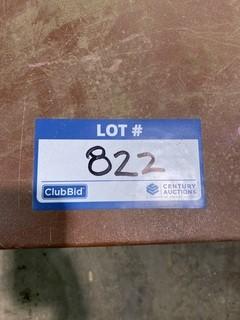 LOT #
822
ClubBid
CENTURY
AUCTIONS